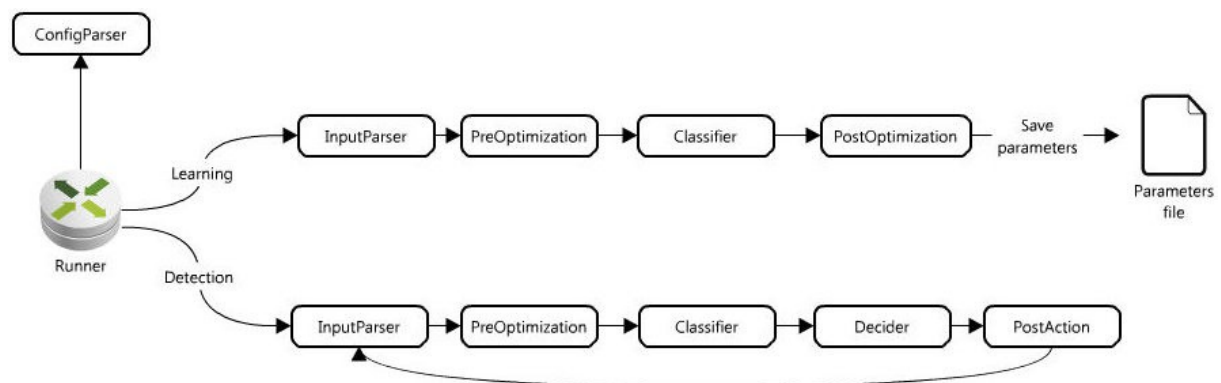 ConfigParser
InputParser
PreOptimization
Classifier
PostOptimization
Save
parameters
Learning
Parameters
file
Runner
Detection
InputParser
PreOptimization
Classifier
Decider
PostAction